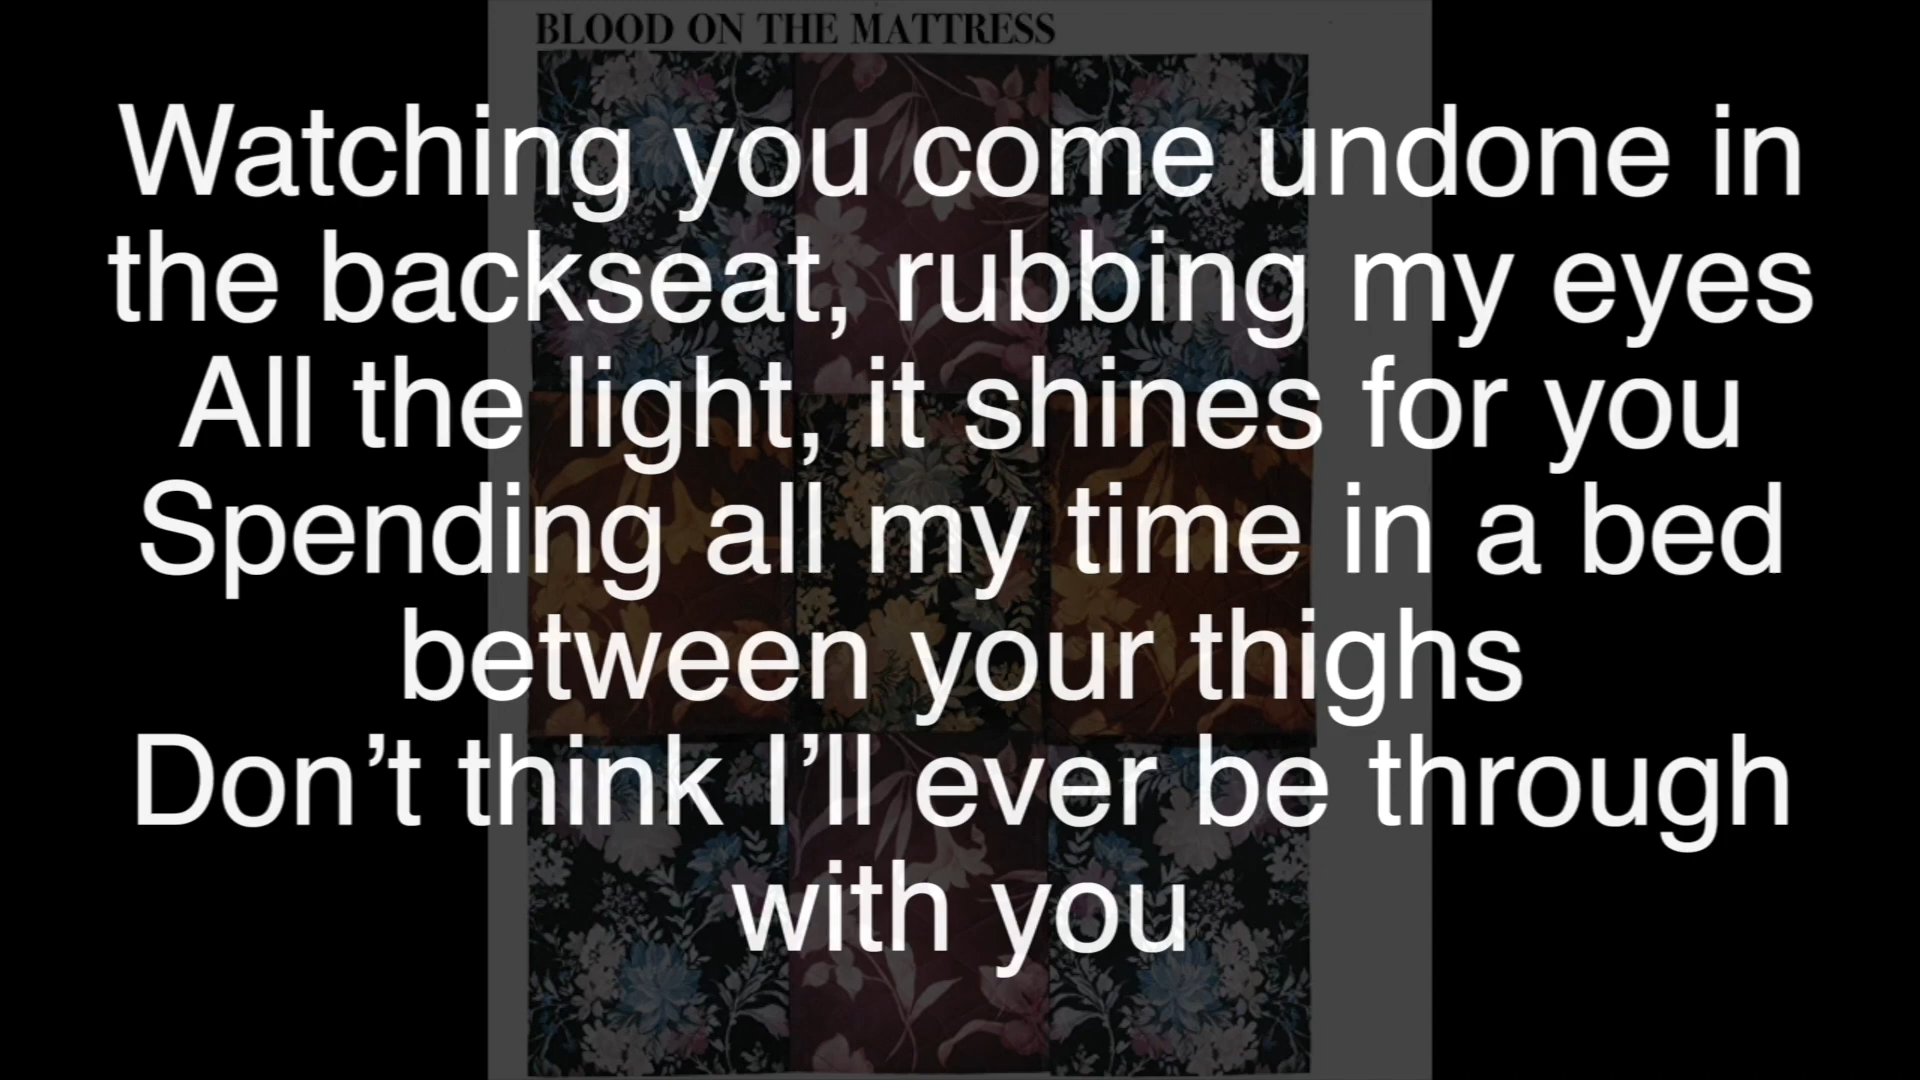 BLOOD ON THE MATTRESS
Watching you come undone in
the backseat, rubbing my eyes
All the light, it shines for you
Spending all my time in a bed
between your thighs
Don’t think I’ll ever be through
with you